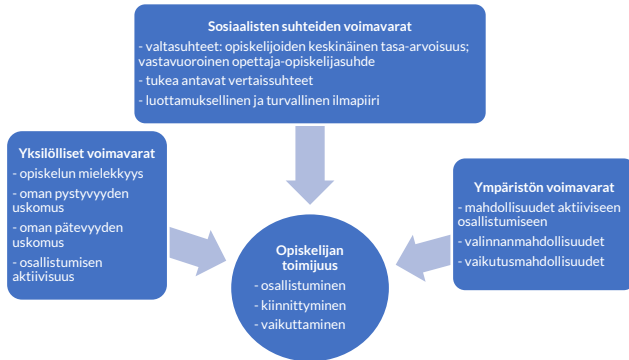 Sosiaalisten suhteiden voimavarat
- valtasuhteet: opiskelijoiden keskinäinen tasa-arvoisuus;
vastavuoroinen opettaja-opiskelijasuhde
- tukea antavat vertaissuhteet
- luottamuksellinen ja turvallinen ilmapiiri
Yksilölliset voimavarat
- opiskelun mielekkyys
- oman pystyvyyden
uskomus
- oman pätevyyden
uskomus
- osallistumisen
aktiivisuus
Ympäristön voimavarat
- mahdollisuudet aktiiviseen
osallistumiseen
- valinnanmahdollisuudet
- vaikutusmahdollisuudet
Opiskelijan
toimijuus
- osallistuminen
- kiinnittyminen
- vaikuttaminen